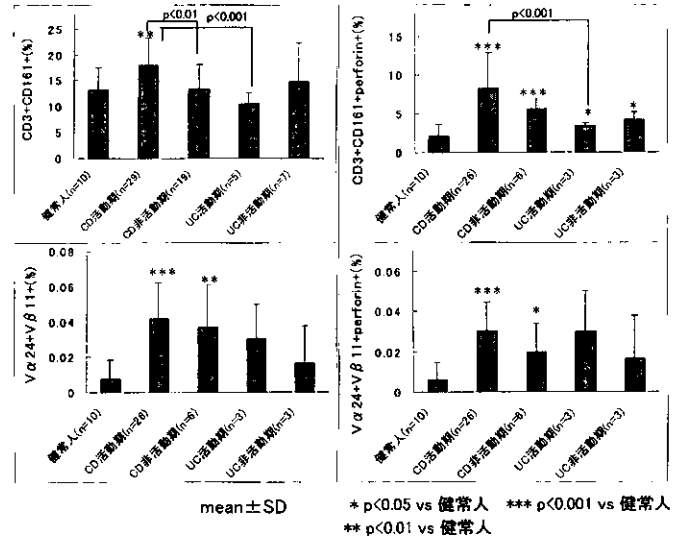 p<0.01
p<0.001
**
25
20
15
10
5
0
CD3+CD161+(%)
健常人(n=10)
CD活動期(n=29)
CD非活動期(n=19)
UC活動期(n=5)
UC非活動期(n=7)
p<0.001
***
***
*
*
15
10
5
0
CD3+CD161+perforin+(%)
健常人(n=10)
CD活動期(n=26)
CD非活動期(n=6)
UC活動期(n=3)
UC非活動期(n=3)
0.08
0.06
0.04
0.02
0
***
**
Vα24+Vβ11+(%)
健常人(n=10)
CD活動期(n=26)
CD非活動期(n=6)
UC活動期(n=3)
UC非活動期(n=3)
0.06
0.04
0.02
0
***
*
Vα24+Vβ11+perforin+(%)
健常人(n=10)
CD活動期(n=26)
CD非活動期(n=6)
UC活動期(n=3)
UC非活動期(n=3)
mean±SD
* p<0.05 vs 健常人 *** p<0.001 vs 健常人
** p<0.01 vs 健常人